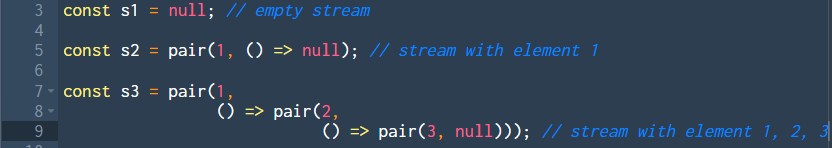 3 const s1 = null; // empty stream
4
5 const s2 = pair(1, () => null); // stream with element 1
6
7 const s3 = pair(1,
8 () => pair(2,
9 () => pair(3, null))); // stream with element 1, 2, 3